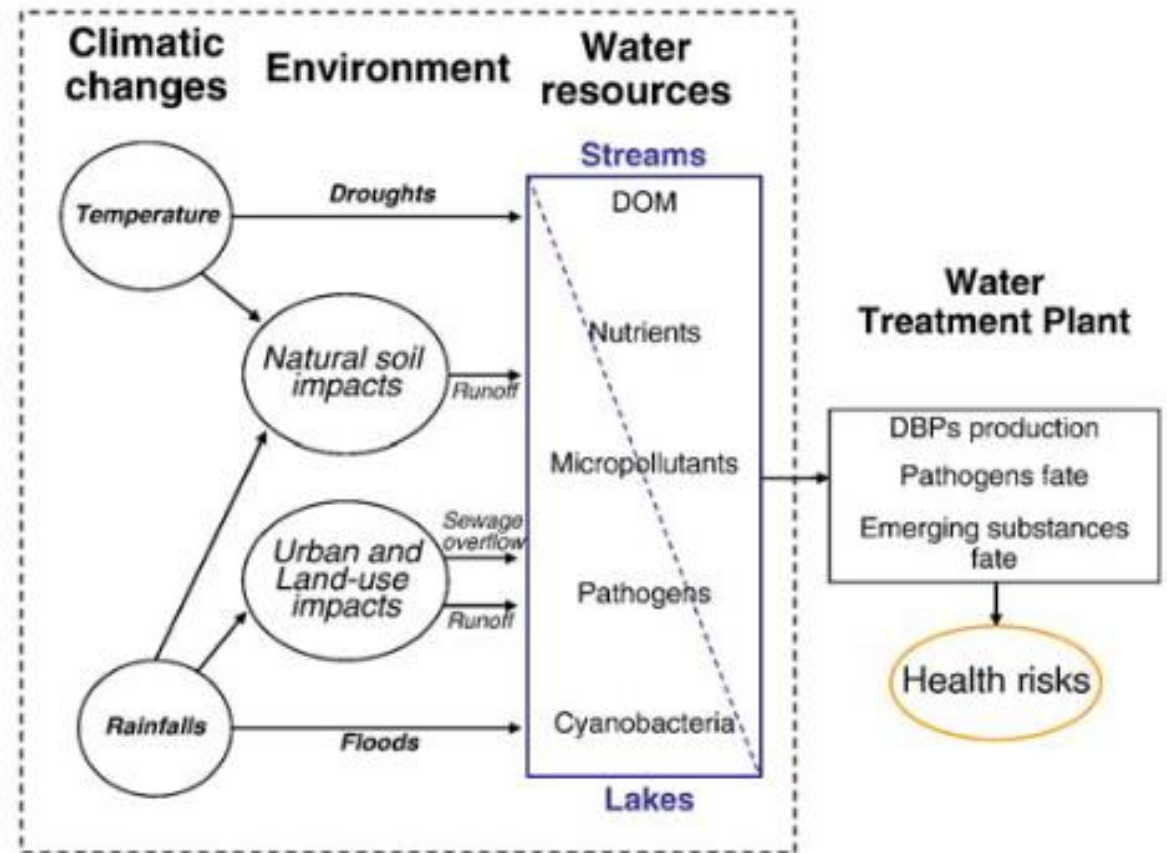 Climatic
changes
Environment
Water
resources
Streams
Temperature
Droughts
DOM
Natural soil
impacts
Runoff
Nutrients
Micropollutants
Urban and
Land-use
impacts
Sewage
overflow
Runoff
Pathogens
Rainfalls
Floods
Cyanobacteria
Lakes
Water
Treatment Plant
DBPs production
Pathogens fate
Emerging substances
fate
Health risks